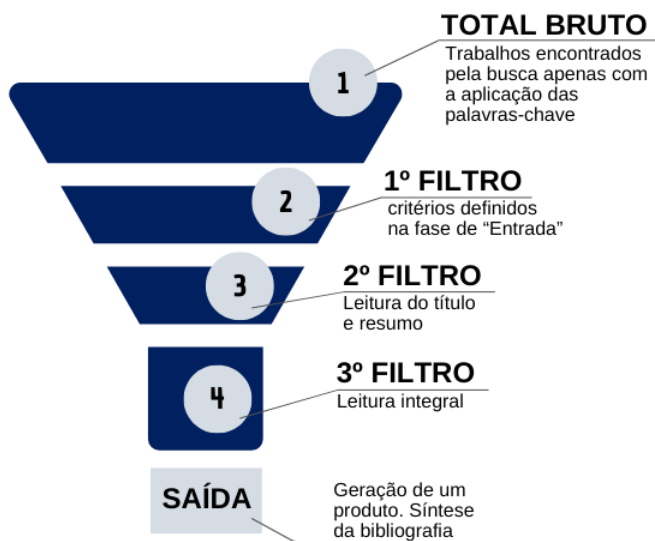 TOTAL BRUTO
1
Trabalhos encontrados
pela busca apenas com
a aplicação das
palavras-chave
1º FILTRO
2
critérios definidos
na fase de “Entrada”
2º FILTRO
3
Leitura do título
e resumo
3º FILTRO
4
Leitura integral
SAÍDA
Geração de um
produto. Síntese
da bibliografia